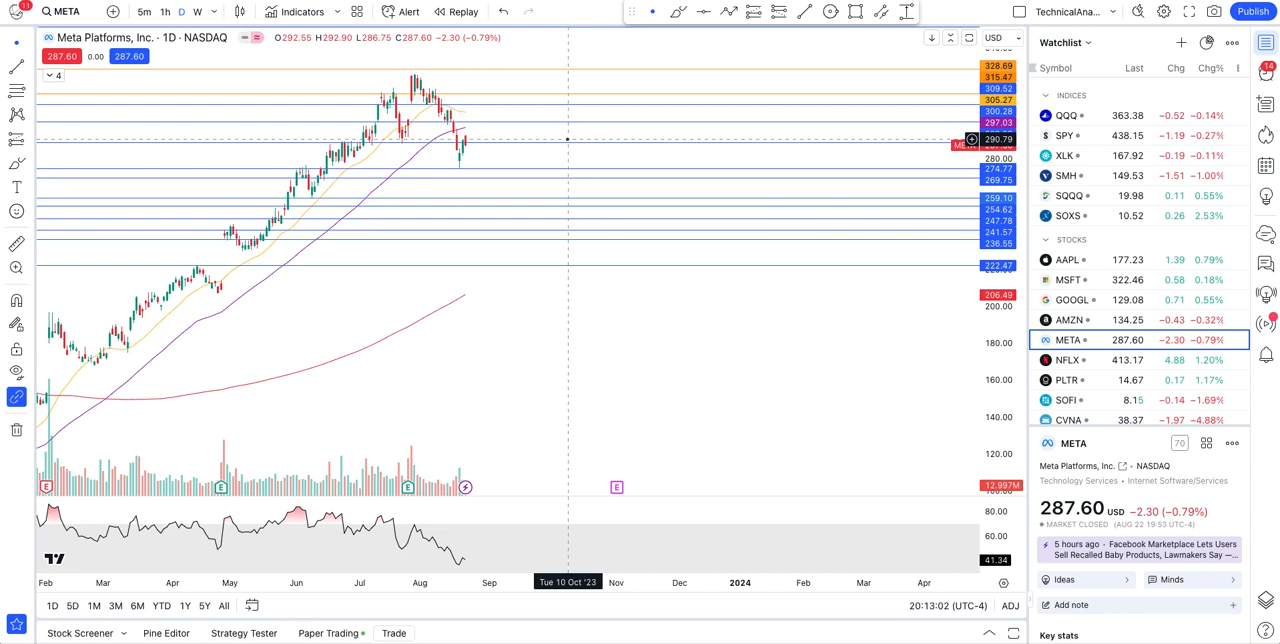 11
META
5m 1h D W
Indicators
Alert
Replay
TechnicalAna...
Publish
Meta Platforms, Inc. · 1D · NASDAQ O292.55 H292.90 L286.75 C287.60 −2.30 (−0.79%)
287.60 0.00 287.60
4
USD
328.69
315.47
309.52
305.27
300.28
297.03
290.79
280.00
274.77
269.75
259.10
254.62
247.78
241.57
236.55
222.47
206.49
200.00
180.00
160.00
140.00
120.00
12.997M
100.00
80.00
60.00
41.34
E E E E
Feb Mar Apr May Jun Jul Aug Sep Tue 10 Oct '23 Nov Dec 2024 Feb Mar Apr
1D 5D 1M 3M 6M YTD 1Y 5Y All
20:13:02 (UTC-4) ADJ
Stock Screener Pine Editor Strategy Tester Paper Trading Trade
Watchlist
Symbol Last Chg Chg%
INDICES
QQQ 363.38 −0.52 −0.14%
SPY 438.15 −1.19 −0.27%
XLK 167.92 −0.19 −0.11%
SMH 149.53 −1.51 −1.00%
SQQQ 19.98 0.11 0.55%
SOXS 10.52 0.26 2.53%
STOCKS
AAPL 177.23 1.39 0.79%
MSFT 322.46 0.58 0.18%
GOOGL 129.08 0.71 0.55%
AMZN 134.25 −0.43 −0.32%
META 287.60 −2.30 −0.79%
NFLX 413.17 4.88 1.20%
PLTR 14.67 0.17 1.17%
SOFI 8.15 −0.14 −1.69%
CVNA 38.37 −1.97 −4.88%
META
70
Meta Platforms, Inc. • NASDAQ
Technology Services • Internet Software/Services
287.60 USD −2.30 (−0.79%)
MARKET CLOSED (AUG 22 19:53 UTC-4)
5 hours ago · Facebook Marketplace Lets Users
Sell Recalled Baby Products, Lawmakers Say —...
Ideas
Minds
Add note
Key stats
14